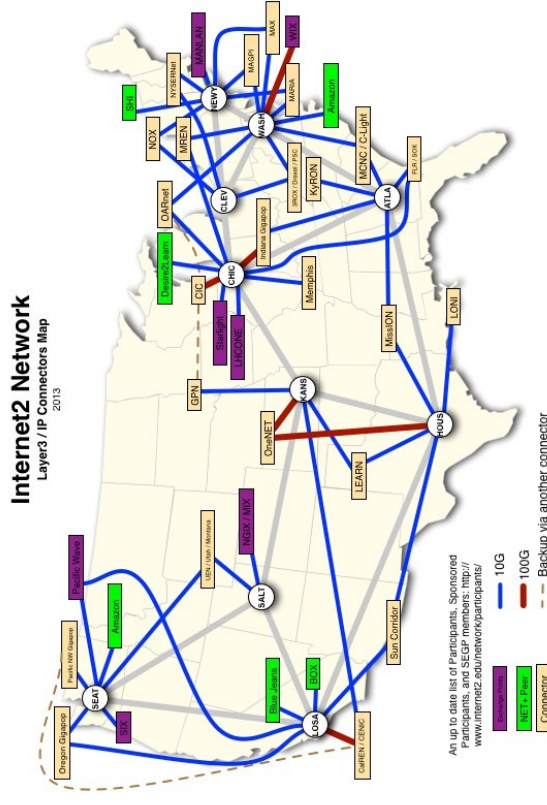 Internet2 Network
Layer3 / IP Connectors Map
2013
Pacific Wave
Pacific NW Gigapop
Amazon
SEAT
Oregon Gigapop
SIX
UEN / Utah / Montana
NGIX / MIX
SALT
Blue Jeans
BOX
LOSA
CalREN / CENIC
Sun Corridor
GPN
OneNET
KANS
LEARN
HOUS
LONI
MissION
Desire2Learn
CIC
Starlight
LHCONE
CHIC
Indiana Gigapop
Memphis
OARnet
NOX
MREN
CLEV
SHI
NYSERNet
MANLAN
NEWY
MAX
MAGPI
WIX
MARIA
WASH
Amazon
3ROX / Drexel / PSC
KyRON
MCNC / C-Light
ATLA
FLR / SOX
An up to date list of Participants, Sponsored
Participants, and SEGP members: http://
www.internet2.edu/network/participants/
Exchange Points
NET+ Peer
Connector
10G
100G
Backup via another connector